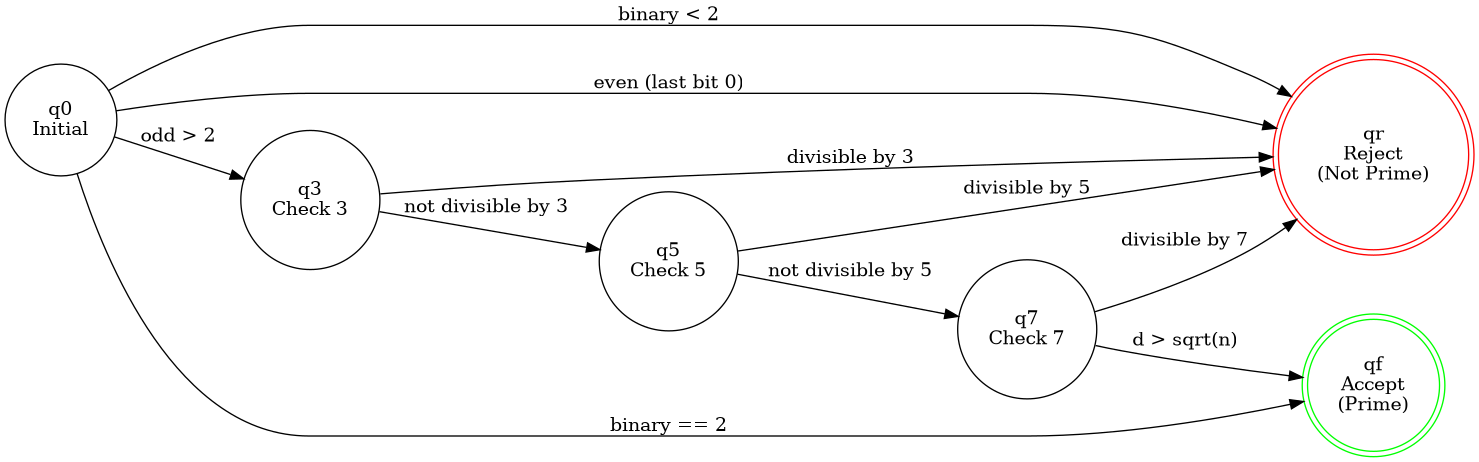 binary < 2
even (last bit 0)
q0
Initial
odd > 2
qr
Reject
(Not Prime)
divisible by 3
divisible by 5
q3
Check 3
not divisible by 3
q5
Check 5
divisible by 7
not divisible by 5
q7
Check 7
d > sqrt(n)
qf
Accept
(Prime)
binary == 2